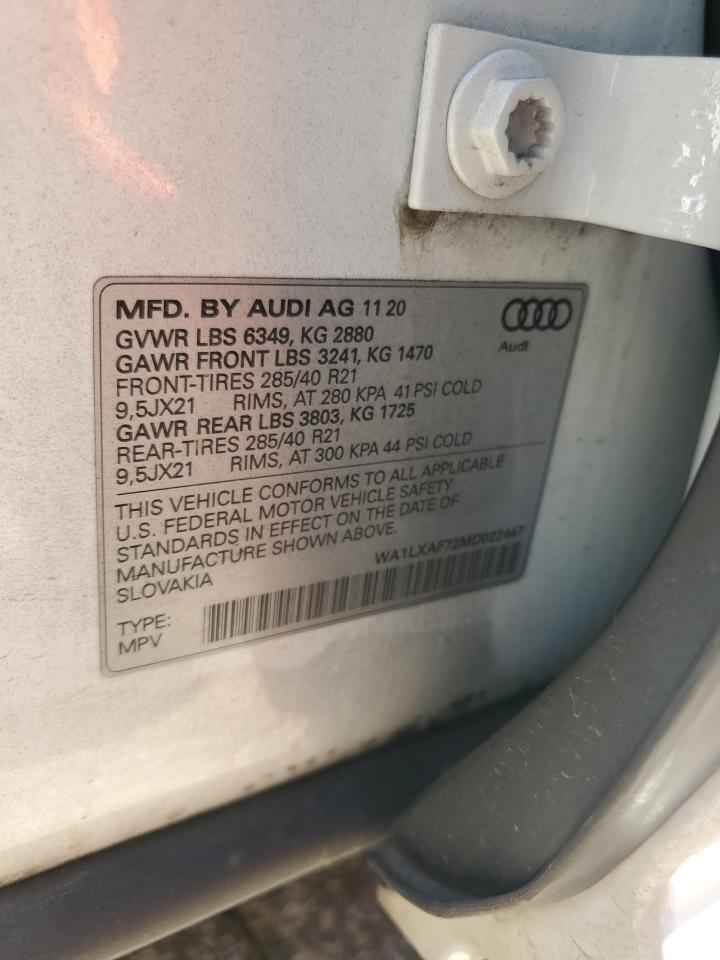 MFD. BY AUDI AG 11 20
Audi
GVWR LBS 6349, KG 2880
GAWR FRONT LBS 3241, KG 1470
FRONT-TIRES 285/40 R21
9,5JX21 RIMS, AT 280 KPA 41 PSI COLD
GAWR REAR LBS 3803, KG 1725
REAR-TIRES 285/40 R21
9,5JX21 RIMS, AT 300 KPA 44 PSI COLD
THIS VEHICLE CONFORMS TO ALL APPLICABLE
U.S. FEDERAL MOTOR VEHICLE SAFETY
STANDARDS IN EFFECT ON THE DATE OF
MANUFACTURE SHOWN ABOVE.
SLOVAKIA
WA1LXAF72MD022447
TYPE:
MPV